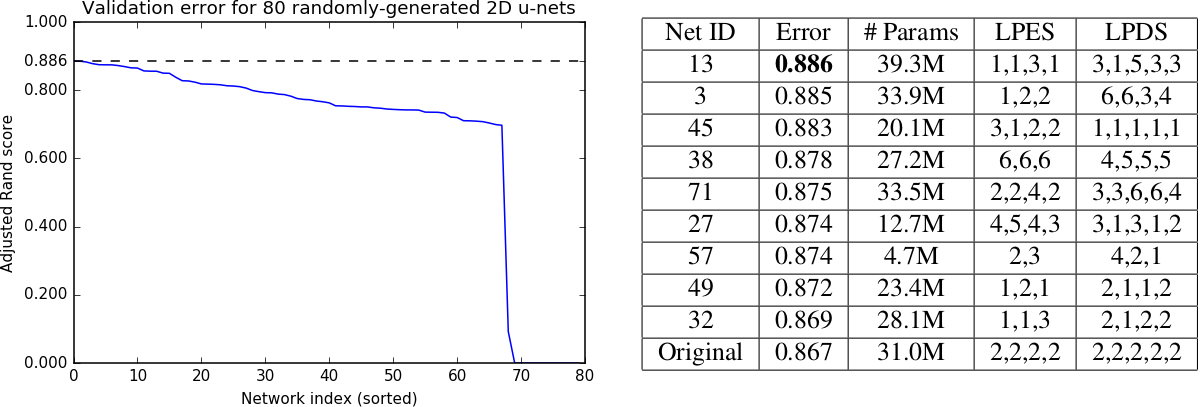 Validation error for 80 randomly-generated 2D u-nets
1.000
0.886
0.800
0.600
0.400
0.200
0.000
Adjusted Rand score
0 10 20 30 40 50 60 70 80
Network index (sorted)
Net ID Error # Params LPES LPDS
13 0.886 39.3M 1,1,3,1 3,1,5,3,3
3 0.885 33.9M 1,2,2 6,6,3,4
45 0.883 20.1M 3,1,2,2 1,1,1,1,1
38 0.878 27.2M 6,6,6 4,5,5,5
71 0.875 33.5M 2,2,4,2 3,3,6,6,4
27 0.874 12.7M 4,5,4,3 3,1,3,1,2
57 0.874 4.7M 2,3 4,2,1
49 0.872 23.4M 1,2,1 2,1,1,2
32 0.869 28.1M 1,1,3 2,1,2,2
Original 0.867 31.0M 2,2,2,2 2,2,2,2,2